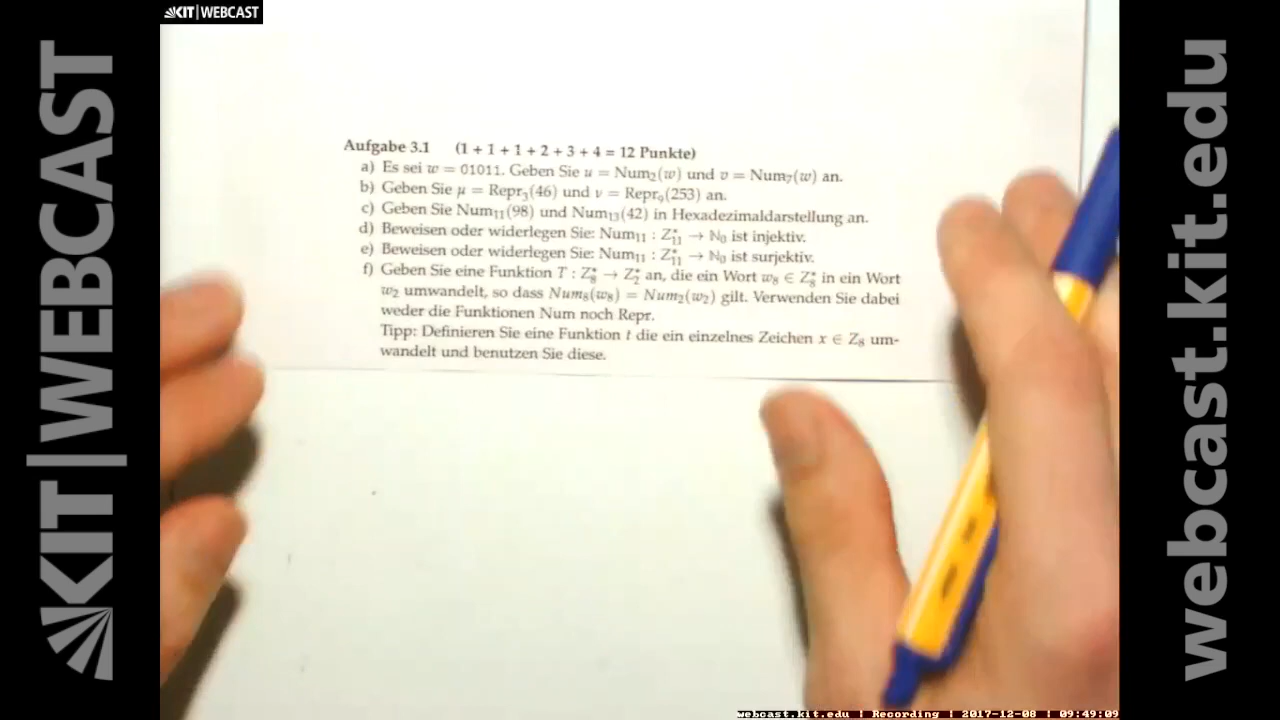 KIT|WEBCAST
KIT|WEBCAST
webcast.kit.edu
Aufgabe 3.1 (1 + 1 + 1 + 2 + 3 + 4 = 12 Punkte)
a) Es sei w = 01011. Geben Sie u = Num₂(w) und v = Num₇(w) an.
b) Geben Sie μ = Repr₃(46) und ν = Repr₉(253) an.
c) Geben Sie Num₁₁(98) und Num₁₃(42) in Hexadezimaldarstellung an.
d) Beweisen oder widerlegen Sie: Num₁₁ : Z₁₁* → ℕ₀ ist injektiv.
e) Beweisen oder widerlegen Sie: Num₁₁ : Z₁₁* → ℕ₀ ist surjektiv.
f) Geben Sie eine Funktion T : Z₈* → Z₂* an, die ein Wort w₈ ∈ Z₈* in ein Wort
w₂ umwandelt, so dass Num₈(w₈) = Num₂(w₂) gilt. Verwenden Sie dabei
weder die Funktionen Num noch Repr.
Tipp: Definieren Sie eine Funktion t die ein einzelnes Zeichen x ∈ Z₈ um-
wandelt und benutzen Sie diese.
webcast.kit.edu | Recording | 2017-12-08 | 09:49:09